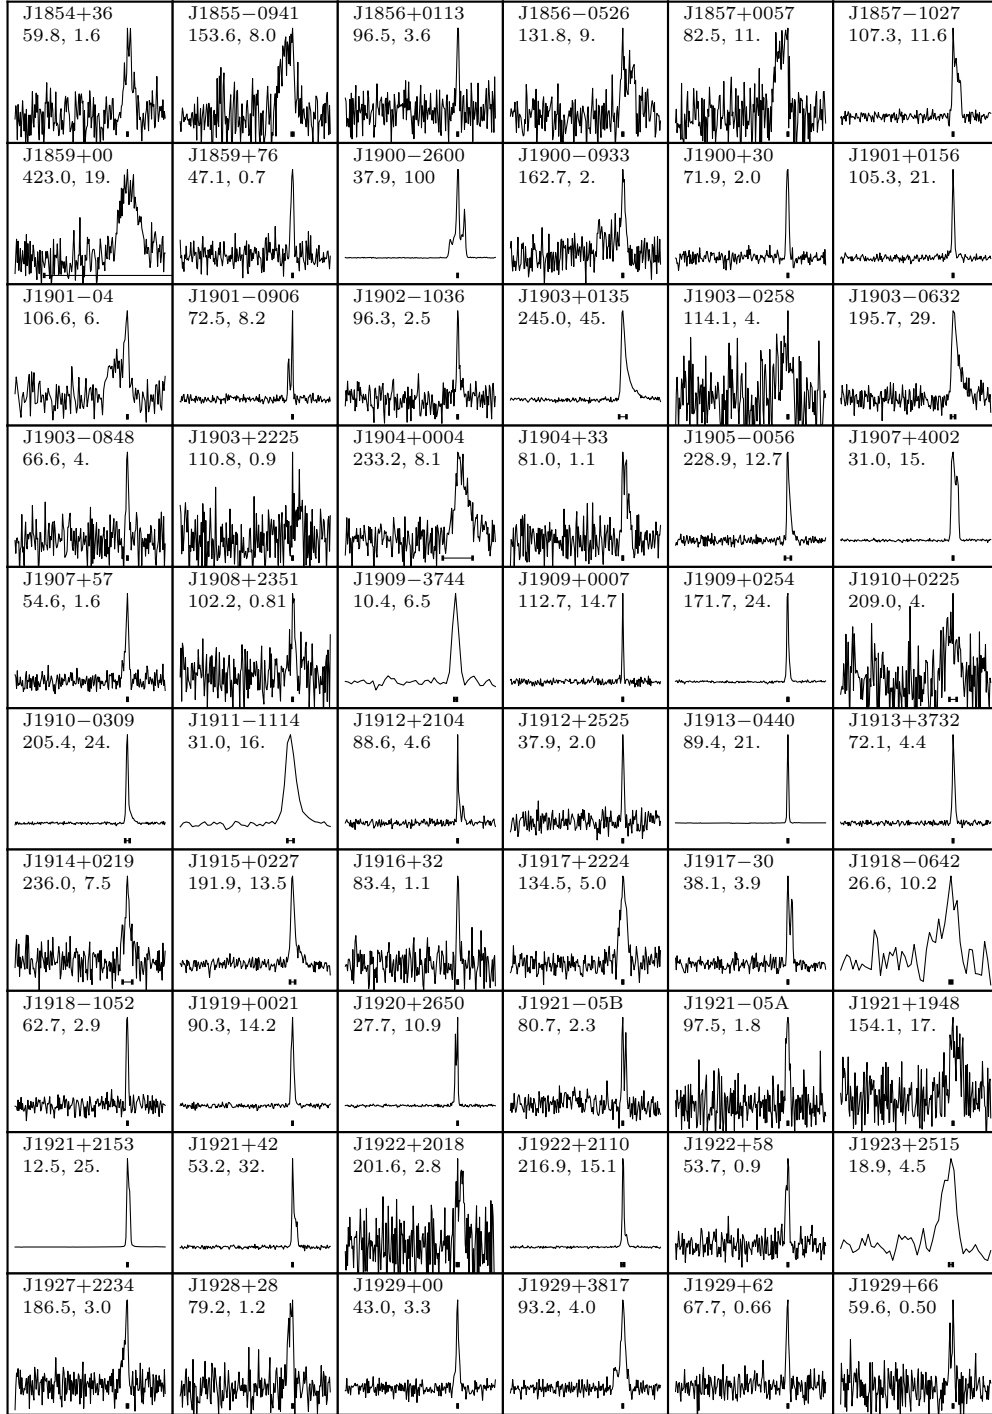 J1854+36
59.8, 1.6
J1855−0941
153.6, 8.0
J1856+0113
96.5, 3.6
J1856−0526
131.8, 9.
J1857+0057
82.5, 11.
J1857−1027
107.3, 11.6
J1859+00
423.0, 19.
J1859+76
47.1, 0.7
J1900−2600
37.9, 100
J1900−0933
162.7, 2.
J1900+30
71.9, 2.0
J1901+0156
105.3, 21.
J1901−04
106.6, 6.
J1901−0906
72.5, 8.2
J1902−1036
96.3, 2.5
J1903+0135
245.0, 45.
J1903−0258
114.1, 4.
J1903−0632
195.7, 29.
J1903−0848
66.6, 4.
J1903+2225
110.8, 0.9
J1904+0004
233.2, 8.1
J1904+33
81.0, 1.1
J1905−0056
228.9, 12.7
J1907+4002
31.0, 15.
J1907+57
54.6, 1.6
J1908+2351
102.2, 0.81
J1909−3744
10.4, 6.5
J1909+0007
112.7, 14.7
J1909+0254
171.7, 24.
J1910+0225
209.0, 4.
J1910−0309
205.4, 24.
J1911−1114
31.0, 16.
J1912+2104
88.6, 4.6
J1912+2525
37.9, 2.0
J1913−0440
89.4, 21.
J1913+3732
72.1, 4.4
J1914+0219
236.0, 7.5
J1915+0227
191.9, 13.5
J1916+32
83.4, 1.1
J1917+2224
134.5, 5.0
J1917−30
38.1, 3.9
J1918−0642
26.6, 10.2
J1918−1052
62.7, 2.9
J1919+0021
90.3, 14.2
J1920+2650
27.7, 10.9
J1921−05B
80.7, 2.3
J1921−05A
97.5, 1.8
J1921+1948
154.1, 17.
J1921+2153
12.5, 25.
J1921+42
53.2, 32.
J1922+2018
201.6, 2.8
J1922+2110
216.9, 15.1
J1922+58
53.7, 0.9
J1923+2515
18.9, 4.5
J1927+2234
186.5, 3.0
J1928+28
79.2, 1.2
J1929+00
43.0, 3.3
J1929+3817
93.2, 4.0
J1929+62
67.7, 0.66
J1929+66
59.6, 0.50